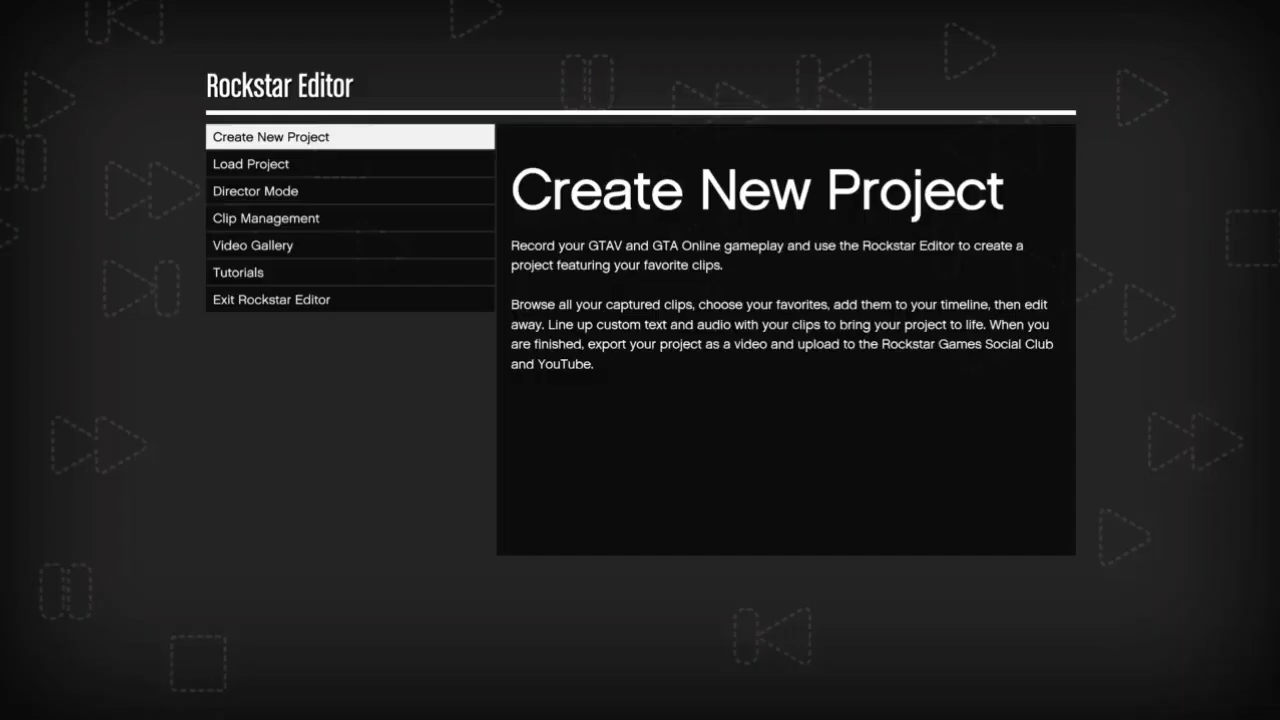 Rockstar Editor
Create New Project
Load Project
Director Mode
Clip Management
Video Gallery
Tutorials
Exit Rockstar Editor
Create New Project
Record your GTAV and GTA Online gameplay and use the Rockstar Editor to create a
project featuring your favorite clips.
Browse all your captured clips, choose your favorites, add them to your timeline, then edit
away. Line up custom text and audio with your clips to bring your project to life. When you
are finished, export your project as a video and upload to the Rockstar Games Social Club
and YouTube.